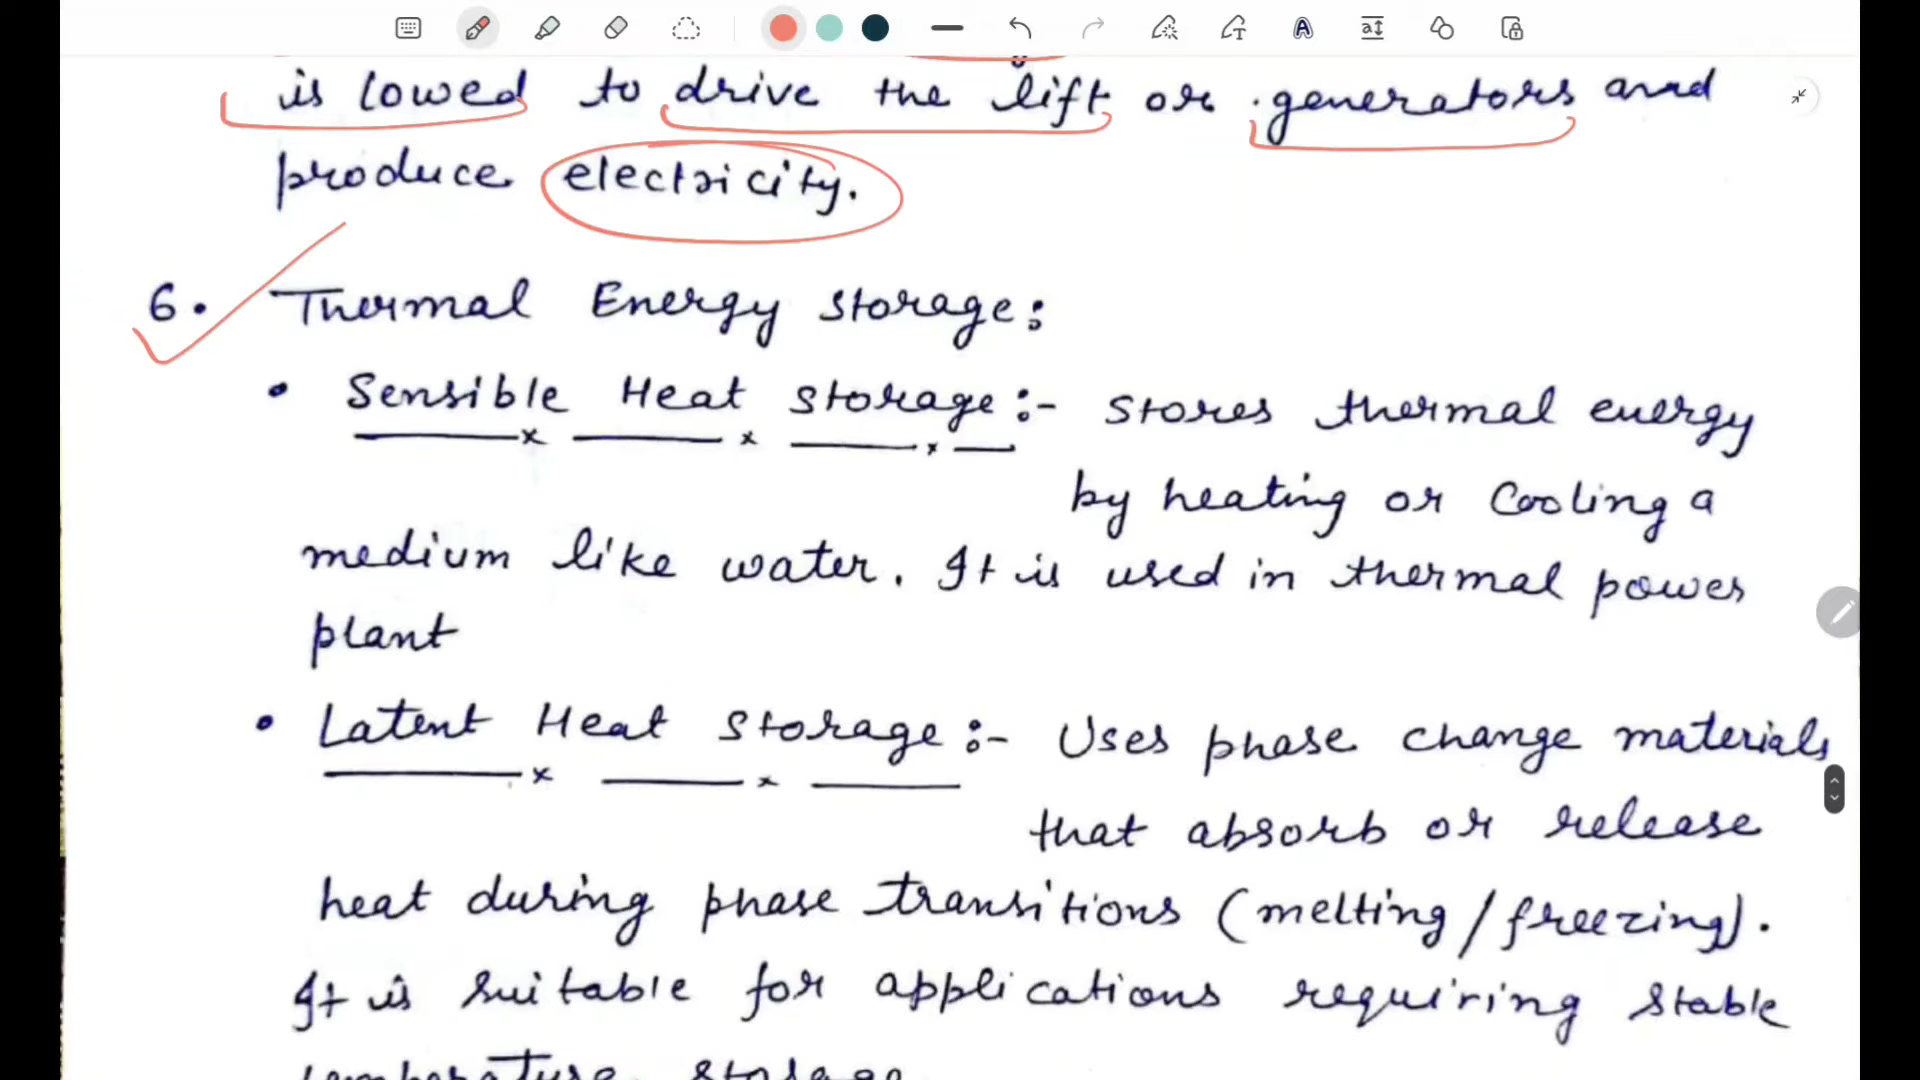 is lowed to drive the lift or generators and
produce electricity.
6. Thermal Energy storage:
• Sensible Heat storage :- stores thermal energy
by heating or cooling a
medium like water. It is used in thermal power
plant
• Latent Heat storage :- Uses phase change materials
that absorb or release
heat during phase transitions (melting/freezing).
It is suitable for applications requiring stable
temperature storage